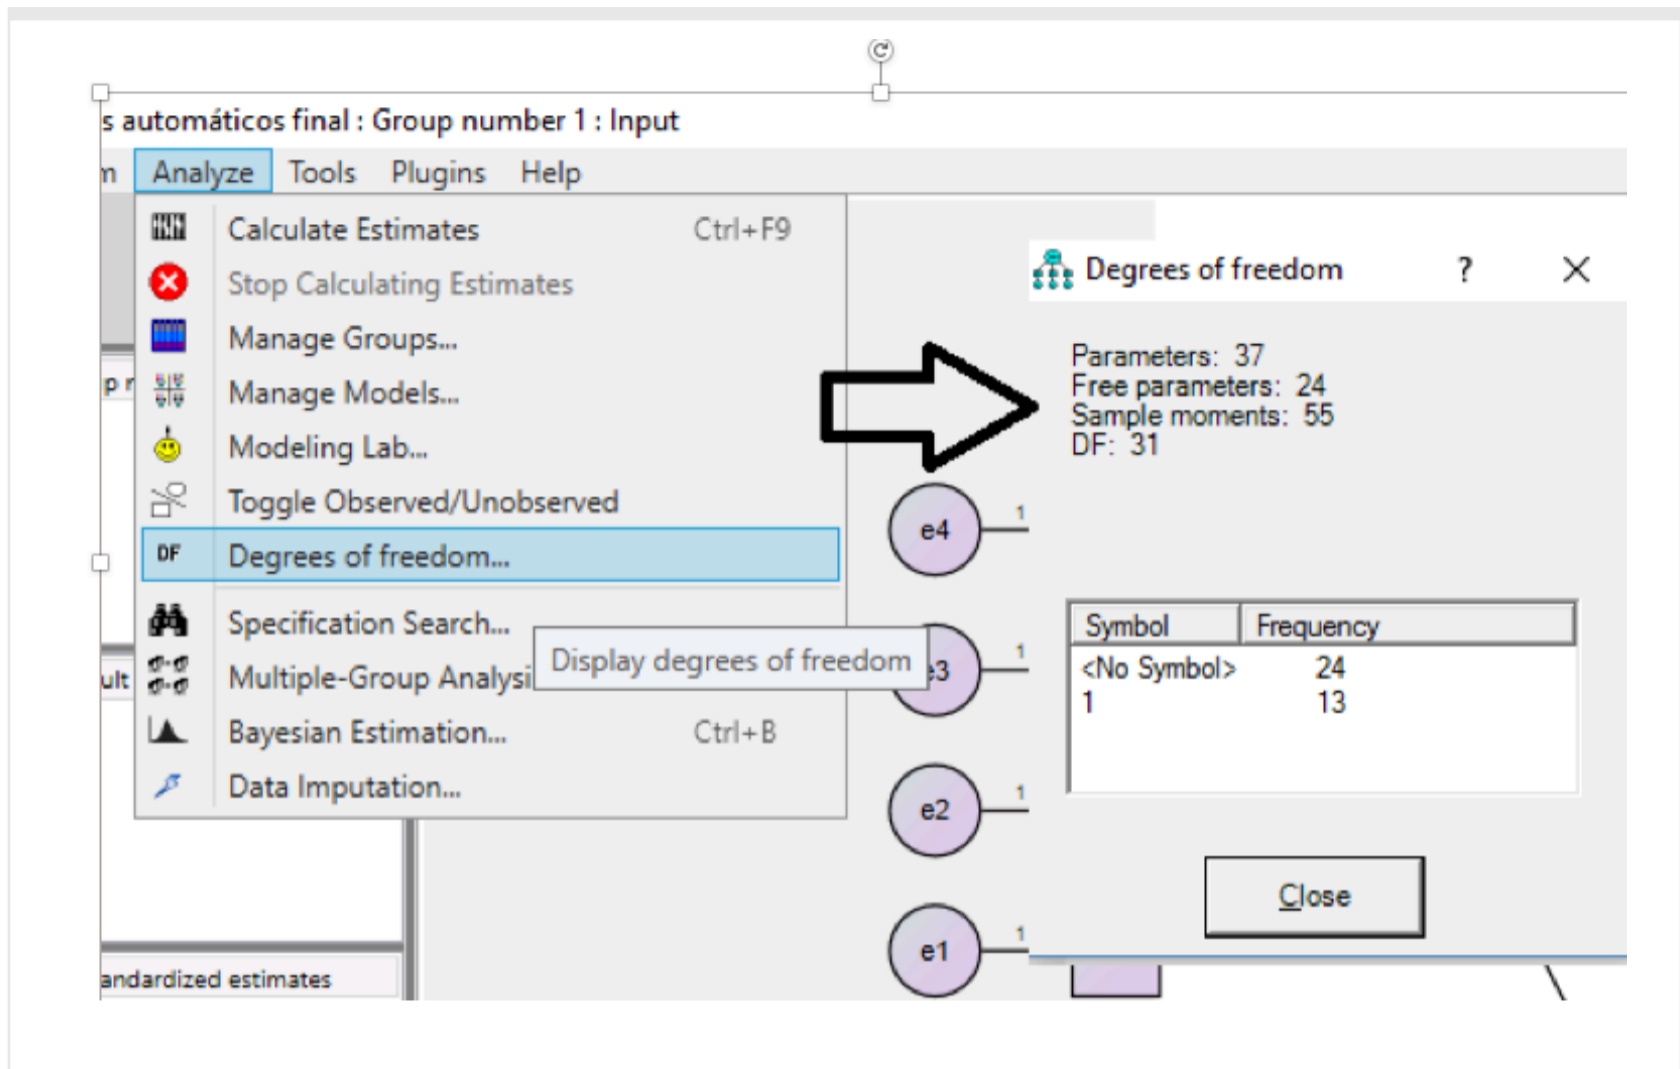 s automáticos final : Group number 1 : Input
m Analyze Tools Plugins Help
Calculate Estimates Ctrl+F9
Stop Calculating Estimates
Manage Groups...
Manage Models...
Modeling Lab...
Toggle Observed/Unobserved
DF Degrees of freedom...
Specification Search...
Multiple-Group Analysi
Bayesian Estimation... Ctrl+B
Data Imputation...
Display degrees of freedom
p r
ult
andardized estimates
e4 1
e3 1
e2 1
e1 1
Degrees of freedom ? X
Parameters: 37
Free parameters: 24
Sample moments: 55
DF: 31
Symbol Frequency
<No Symbol> 24
1 13
Close